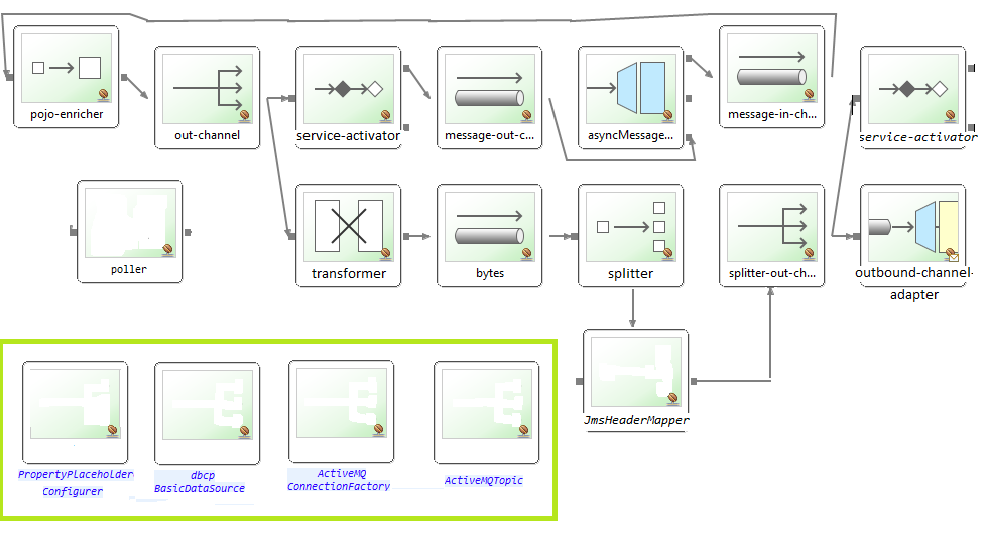 pojo-enricher
out-channel
service-activator
message-out-c...
asyncMessage...
message-in-ch...
service-activator
poller
transformer
bytes
splitter
splitter-out-ch...
outbound-channel-
adapter
JmsHeaderMapper
PropertyPlaceholder
Configurer
dbcp
BasicDataSource
ActiveMQ
ConnectionFactory
ActiveMQTopic